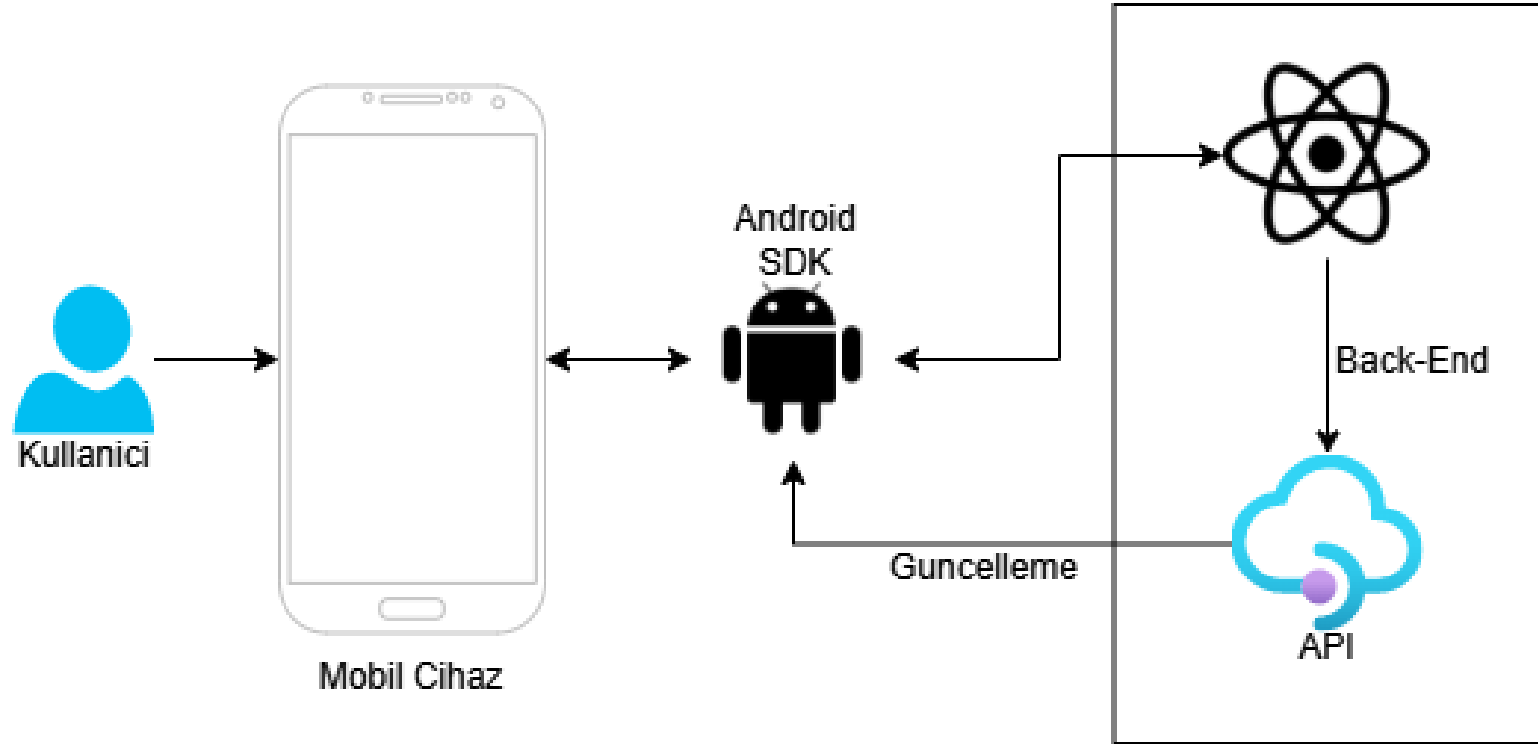 Android
SDK
Back-End
Kullanici
Guncelleme
API
Mobil Cihaz